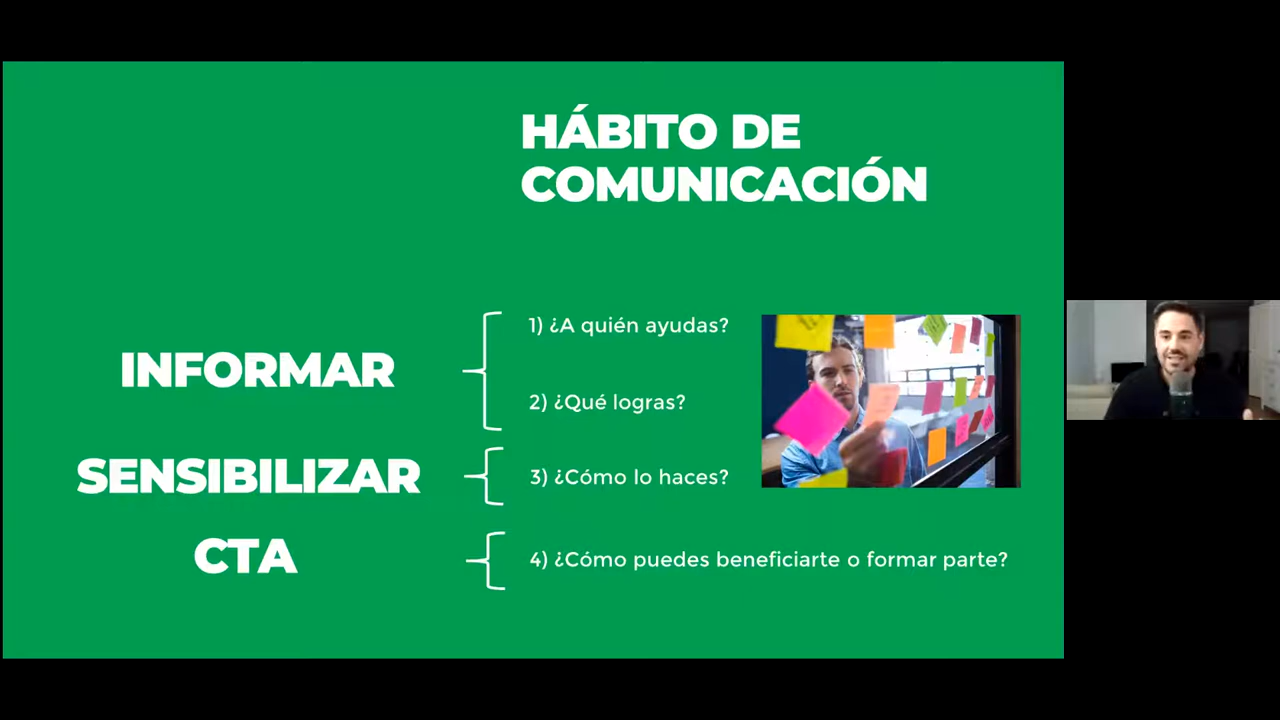 HÁBITO DE
COMUNICACIÓN
INFORMAR
1) ¿A quién ayudas?
2) ¿Qué logras?
SENSIBILIZAR
3) ¿Cómo lo haces?
CTA
4) ¿Cómo puedes beneficiarte o formar parte?